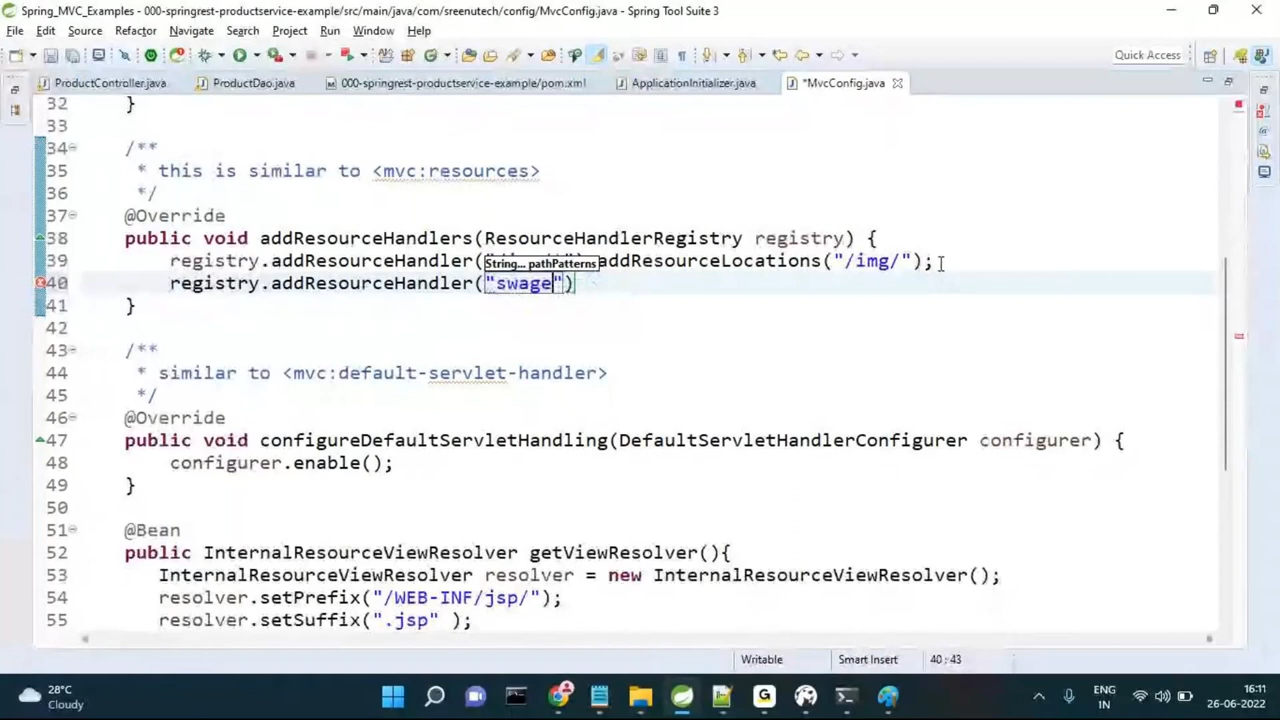 Spring_MVC_Examples - 000-springrest-productservice-example/src/main/java/com/sreenutech/config/MvcConfig.java - Spring Tool Suite 3
File Edit Source Refactor Navigate Search Project Run Window Help
Quick Access
ProductController.java ProductDao.java 000-springrest-productservice-example/pom.xml ApplicationInitializer.java *MvcConfig.java
32 }
33
34 /**
35 * this is similar to <mvc:resources>
36 */
37 @Override
38 public void addResourceHandlers(ResourceHandlerRegistry registry) {
39 registry.addResourceHandler( addResourceLocations("/img/");
String... pathPatterns
40 registry.addResourceHandler("swage")
41 }
42
43 /**
44 * similar to <mvc:default-servlet-handler>
45 */
46 @Override
47 public void configureDefaultServletHandling(DefaultServletHandlerConfigurer configurer) {
48 configurer.enable();
49 }
50
51 @Bean
52 public InternalResourceViewResolver getViewResolver(){
53 InternalResourceViewResolver resolver = new InternalResourceViewResolver();
54 resolver.setPrefix("/WEB-INF/jsp/");
55 resolver.setSuffix(".jsp" );
Writable Smart Insert 40 : 43
28°C
Cloudy
ENG
IN
16:11
26-06-2022